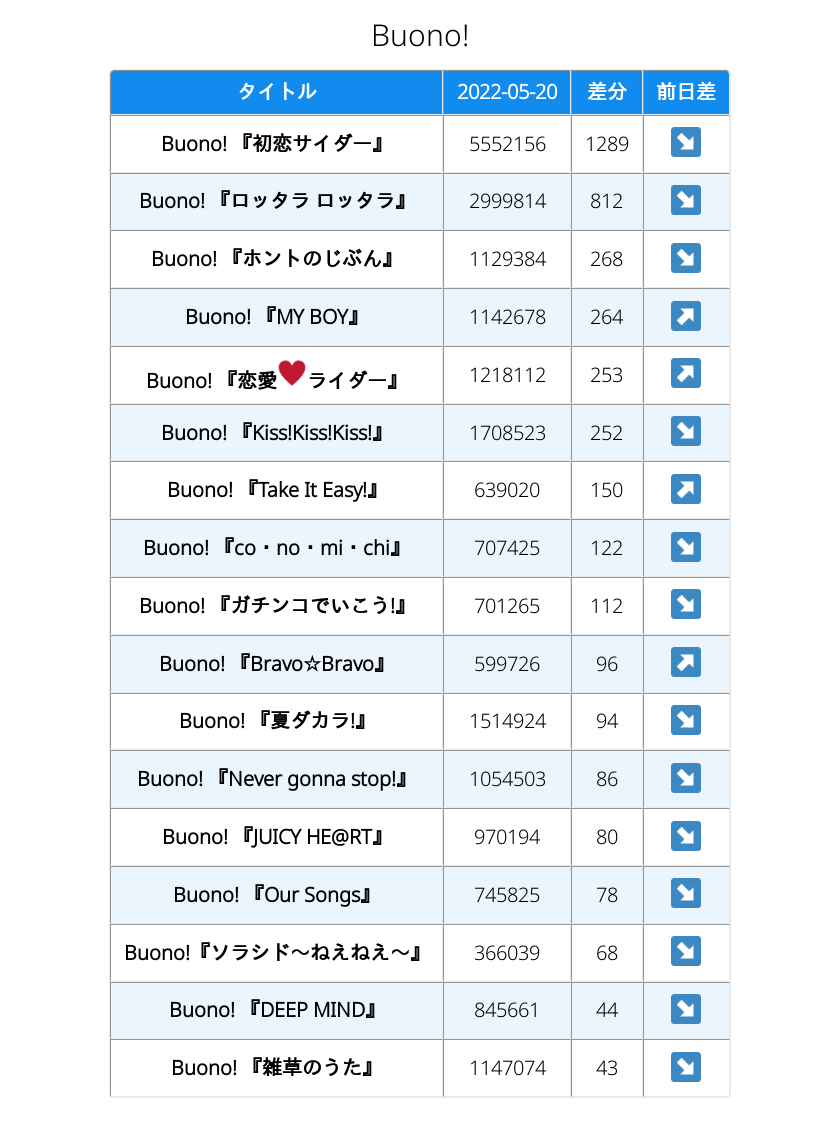 Buono!
タイトル 2022-05-20 差分 前日差
Buono! 『初恋サイダー』 5552156 1289 ↘
Buono! 『ロッタラ ロッタラ』 2999814 812 ↘
Buono! 『ホントのじぶん』 1129384 268 ↘
Buono! 『MY BOY』 1142678 264 ↗
Buono! 『恋愛♥ライダー』 1218112 253 ↗
Buono! 『Kiss!Kiss!Kiss!』 1708523 252 ↘
Buono! 『Take It Easy!』 639020 150 ↗
Buono! 『co・no・mi・chi』 707425 122 ↘
Buono! 『ガチンコでいこう!』 701265 112 ↘
Buono! 『Bravo☆Bravo』 599726 96 ↗
Buono! 『夏ダカラ!』 1514924 94 ↘
Buono! 『Never gonna stop!』 1054503 86 ↘
Buono! 『JUICY HE@RT』 970194 80 ↘
Buono! 『Our Songs』 745825 78 ↘
Buono!『ソラシド〜ねえねえ〜』 366039 68 ↘
Buono! 『DEEP MIND』 845661 44 ↘
Buono! 『雑草のうた』 1147074 43 ↘